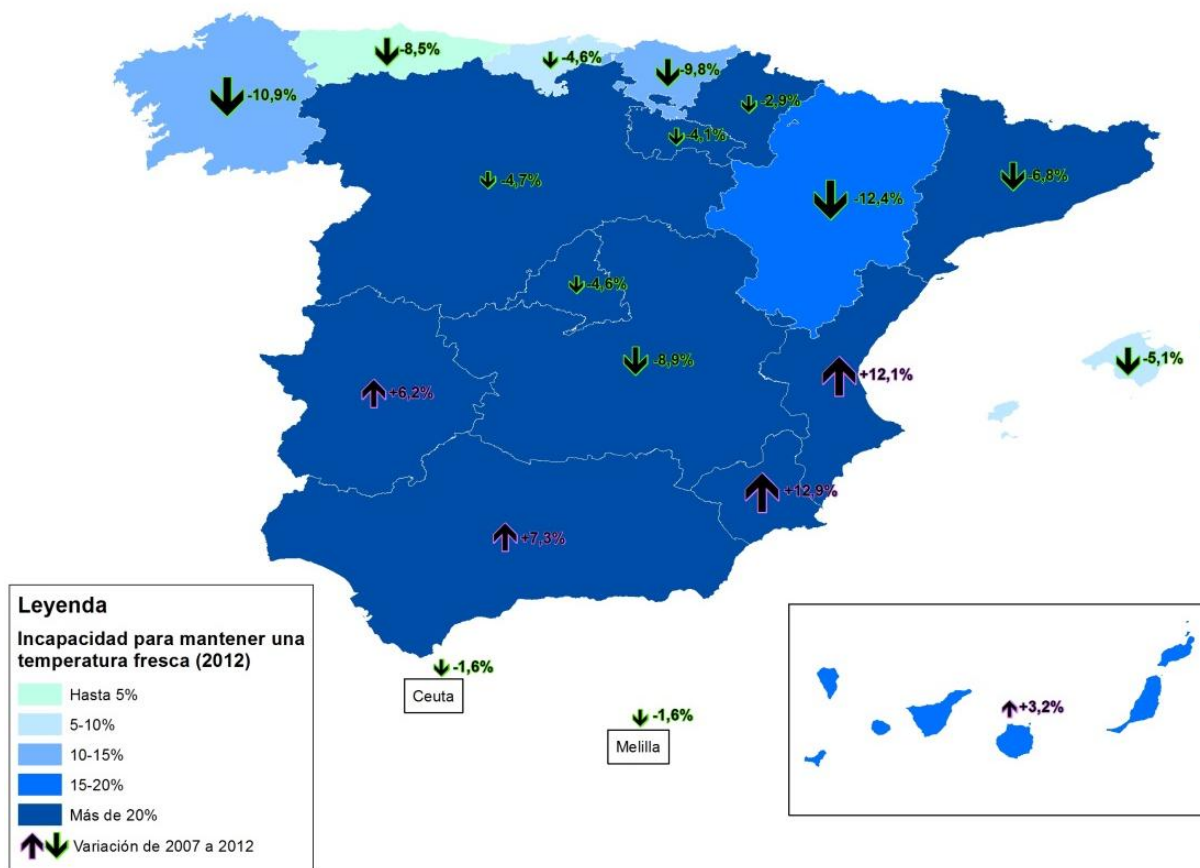 -8,5%
-4,6%
-9,8%
-10,9%
-2,9%
-4,1%
-4,7%
-6,8%
-12,4%
-4,6%
-8,9%
-5,1%
+12,1%
+6,2%
+12,9%
+7,3%
Leyenda
Incapacidad para mantener una
temperatura fresca (2012)
Hasta 5%
5-10%
10-15%
15-20%
Más de 20%
Variación de 2007 a 2012
-1,6%
Ceuta
-1,6%
Melilla
+3,2%